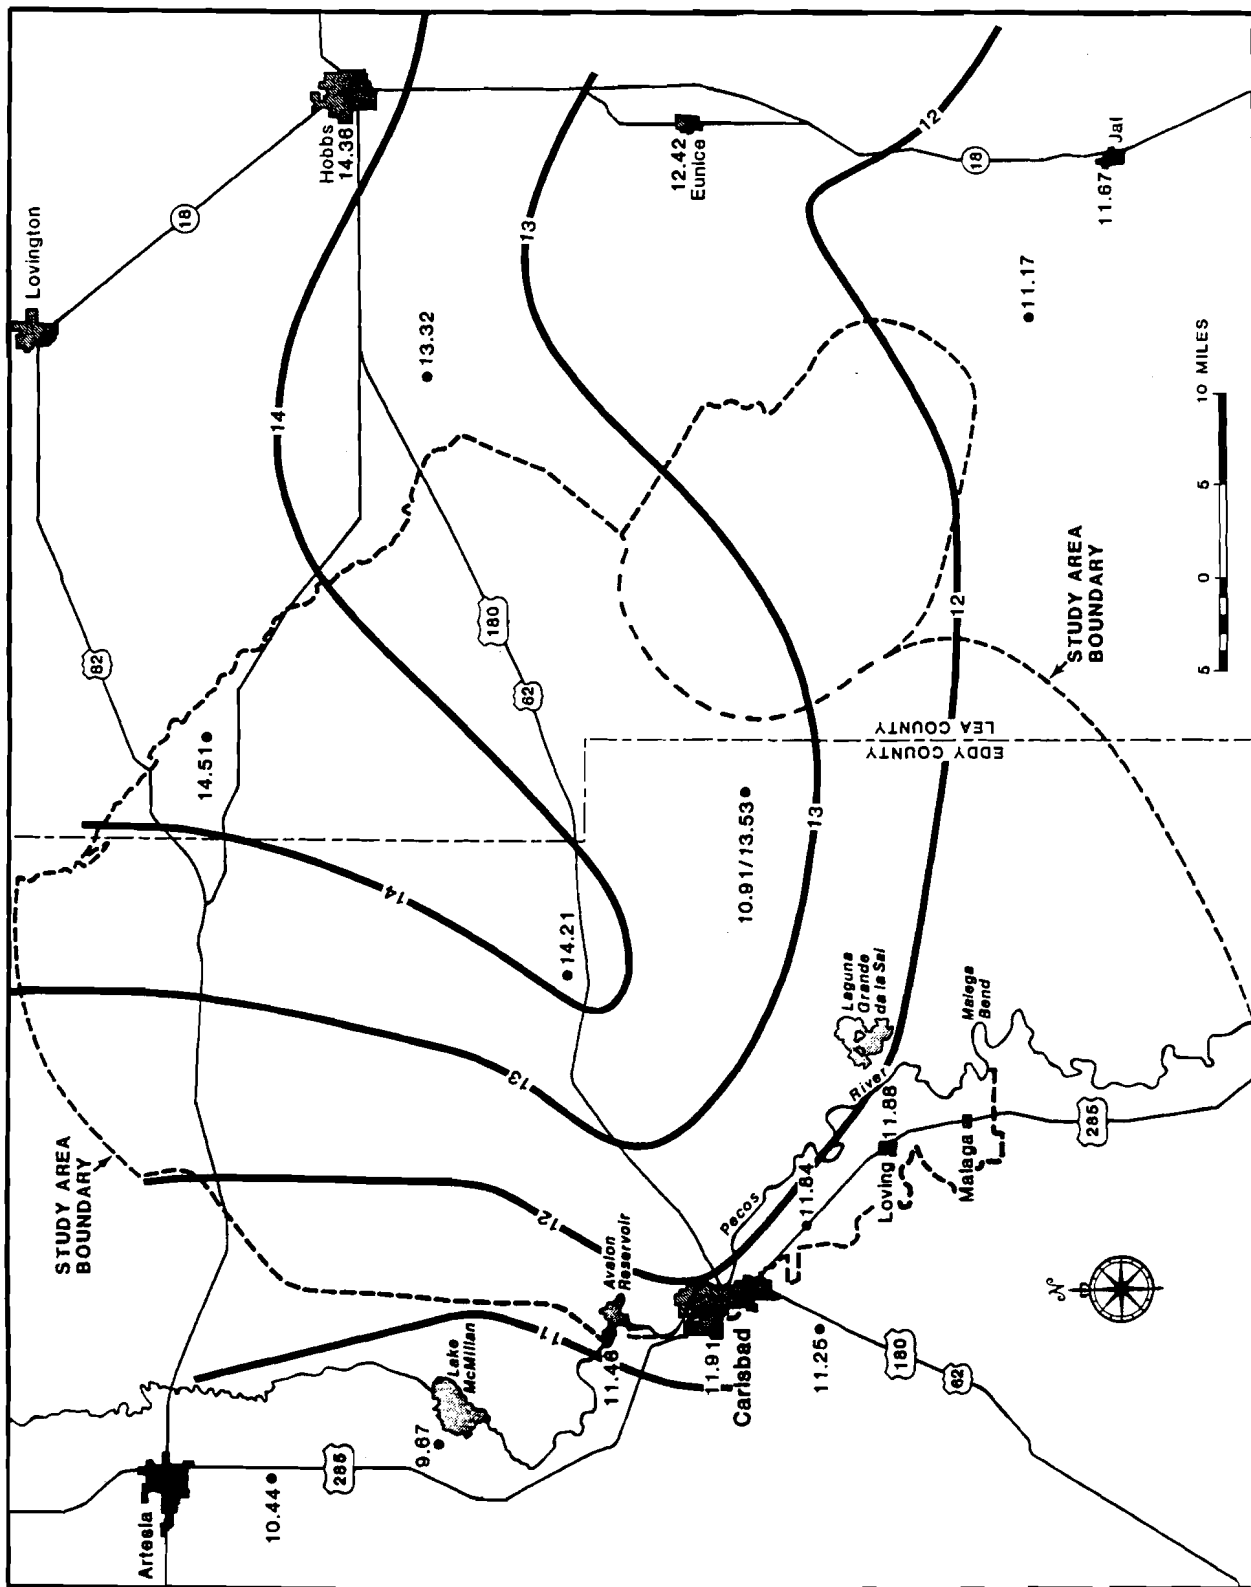 Lovington
18
Hobbs
14.36
82
14
13.32
12.42
Eunice
13
12
18
Jal
11.67
11.17
180
62
14.51
14
14.21
10.91/13.53
13
12
EDDY COUNTY
LEA COUNTY
STUDY AREA
BOUNDARY
5 0 5 10 MILES
STUDY AREA
BOUNDARY
13
12
11
Artesia
10.44
285
9.67
Lake
McMillan
Avalon
Reservoir
11.46
11.91
Carlsbad
11.25
180
62
Pecos
River
11.84
Loving
11.88
Malaga
285
Laguna
Grande
de la Sal
Malaga
Bend
N